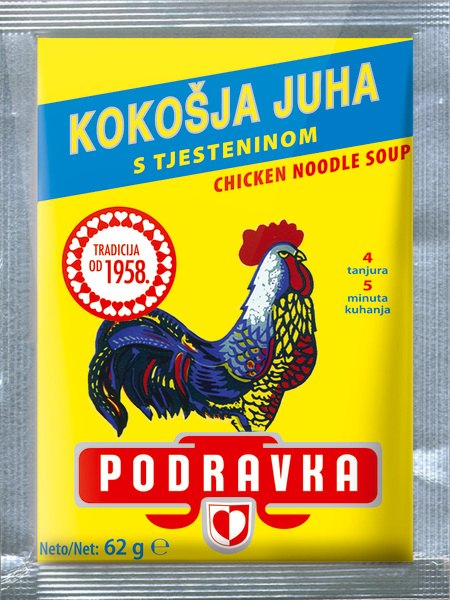 KOKOŠJA JUHA
S TJESTENINOM
CHICKEN NOODLE SOUP
TRADICIJA
OD 1958.
4
tanjura
5
minuta
kuhanja
PODRAVKA
Neto/Net: 62 g ℮